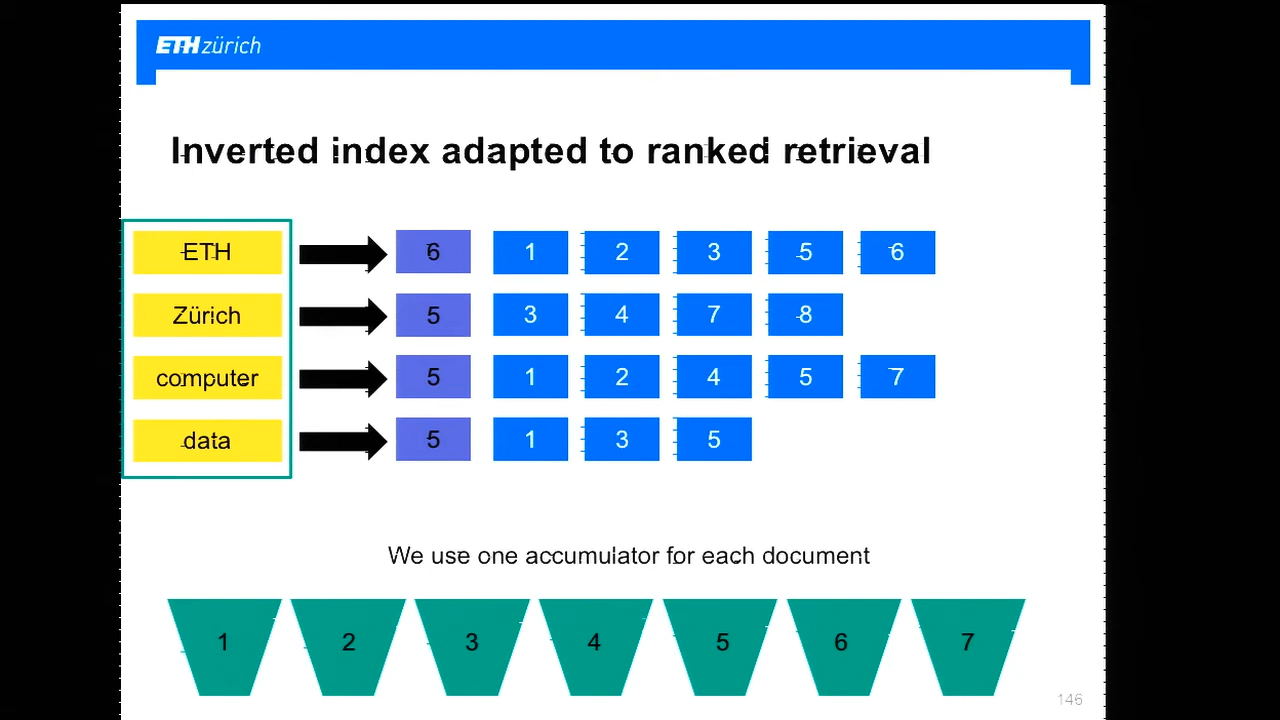 ETH zürich
Inverted index adapted to ranked retrieval
ETH 6 1 2 3 5 6
Zürich 5 3 4 7 8
computer 5 1 2 4 5 7
data 5 1 3 5
We use one accumulator for each document
1 2 3 4 5 6 7
146